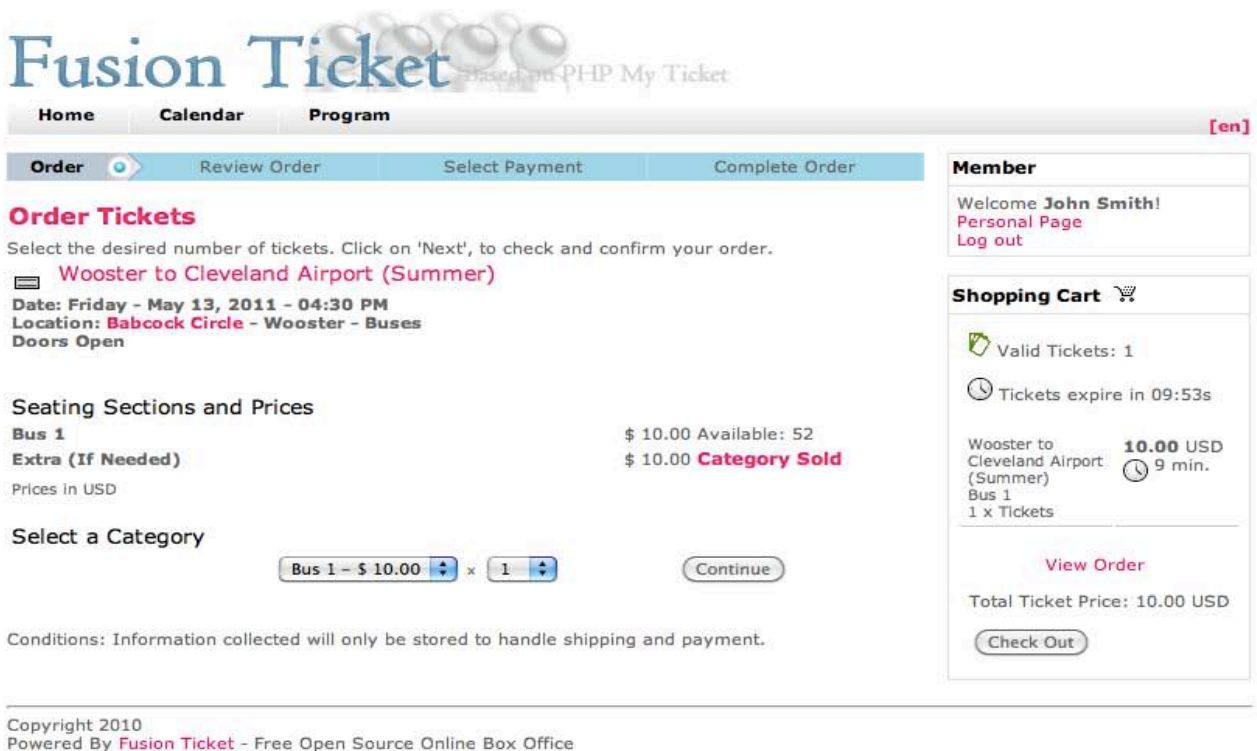 Fusion Ticket Based on PHP My Ticket
Home Calendar Program
[en]
Order Review Order Select Payment Complete Order
Order Tickets
Select the desired number of tickets. Click on 'Next', to check and confirm your order.
Wooster to Cleveland Airport (Summer)
Date: Friday - May 13, 2011 - 04:30 PM
Location: Babcock Circle - Wooster - Buses
Doors Open
Seating Sections and Prices
Bus 1 $ 10.00 Available: 52
Extra (If Needed) $ 10.00 Category Sold
Prices in USD
Select a Category
Bus 1 – $ 10.00 x 1 Continue
Conditions: Information collected will only be stored to handle shipping and payment.
Member
Welcome John Smith!
Personal Page
Log out
Shopping Cart
Valid Tickets: 1
Tickets expire in 09:53s
Wooster to
Cleveland Airport
(Summer)
Bus 1
1 x Tickets
10.00 USD
9 min.
View Order
Total Ticket Price: 10.00 USD
Check Out
Copyright 2010
Powered By Fusion Ticket - Free Open Source Online Box Office